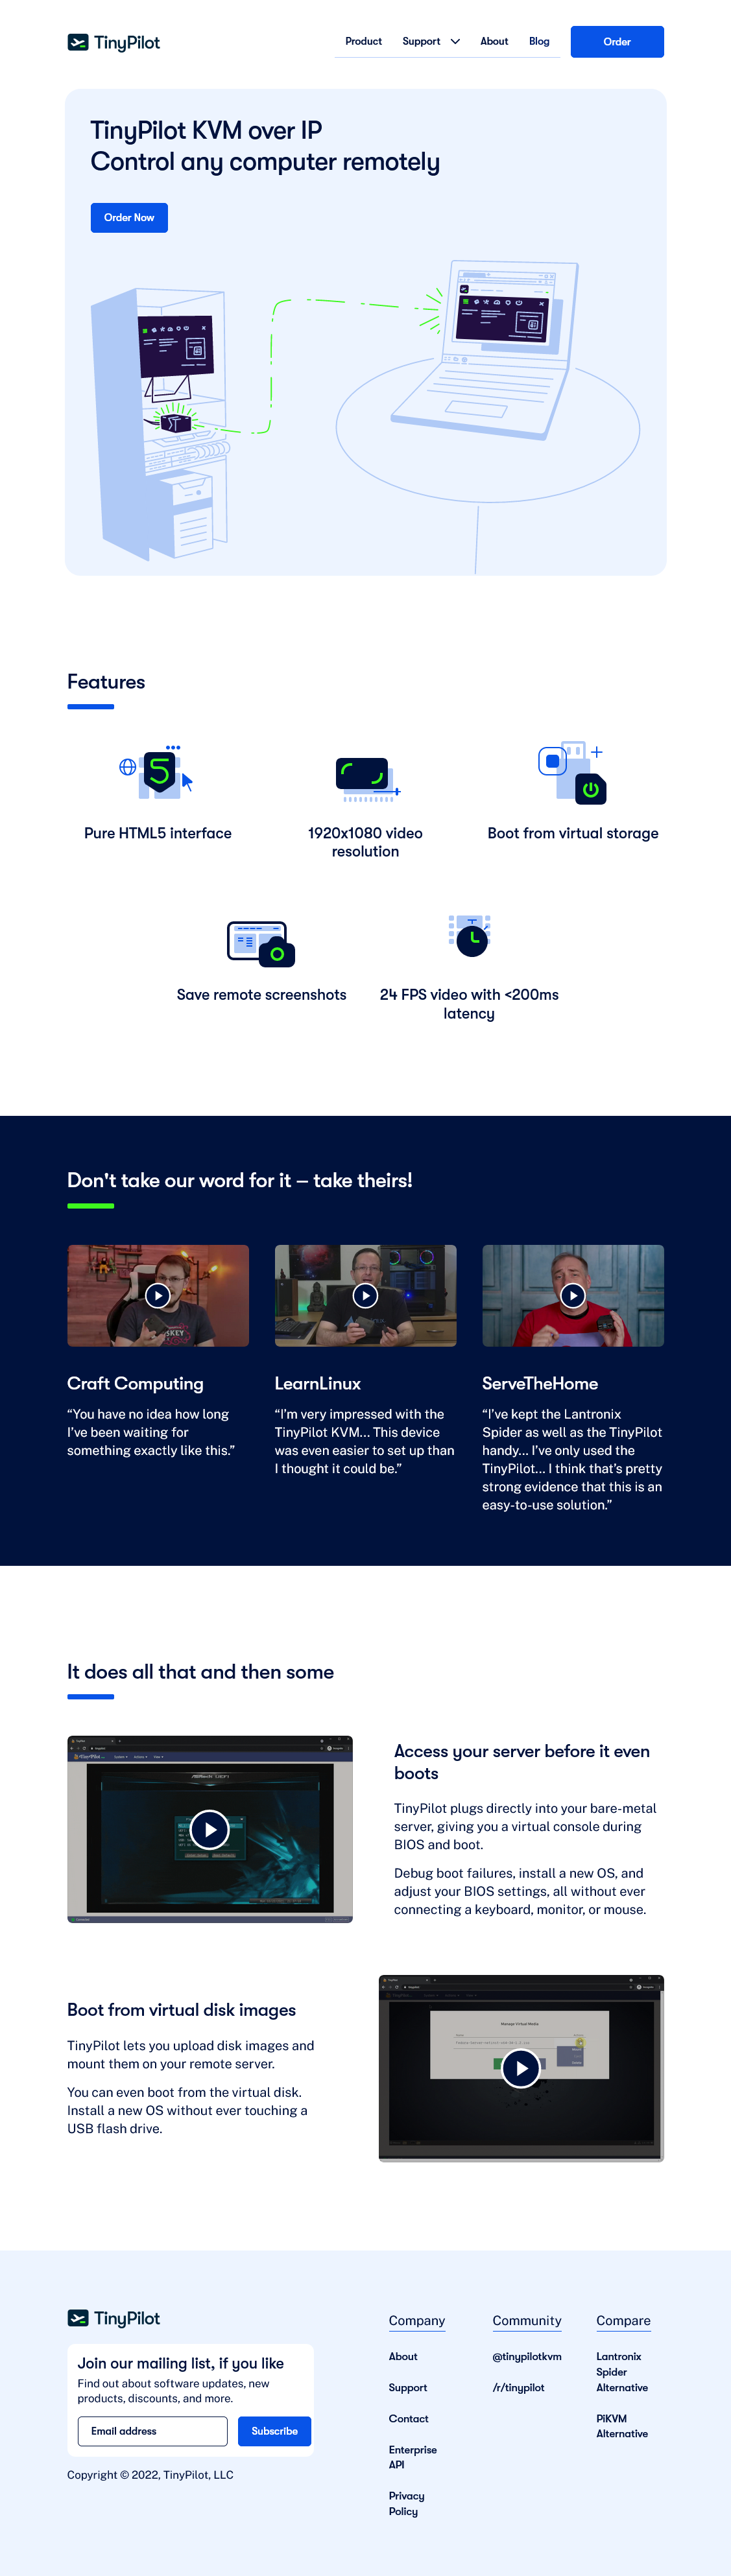 TinyPilot
Product
Support
About
Blog
Order
TinyPilot KVM over IP
Control any computer remotely
Order Now
Features
Pure HTML5 interface
1920x1080 video
resolution
Boot from virtual storage
Save remote screenshots
24 FPS video with <200ms
latency
Don't take our word for it – take theirs!
Craft Computing
“You have no idea how long
I’ve been waiting for
something exactly like this.”
LearnLinux
“I’m very impressed with the
TinyPilot KVM... This device
was even easier to set up than
I thought it could be.”
ServeTheHome
“I’ve kept the Lantronix
Spider as well as the TinyPilot
handy... I’ve only used the
TinyPilot... I think that’s pretty
strong evidence that this is an
easy-to-use solution.”
It does all that and then some
Access your server before it even
boots
TinyPilot plugs directly into your bare-metal
server, giving you a virtual console during
BIOS and boot.
Debug boot failures, install a new OS, and
adjust your BIOS settings, all without ever
connecting a keyboard, monitor, or mouse.
Boot from virtual disk images
TinyPilot lets you upload disk images and
mount them on your remote server.
You can even boot from the virtual disk.
Install a new OS without ever touching a
USB flash drive.
Manage Virtual Media
TinyPilot
Join our mailing list, if you like
Find out about software updates, new
products, discounts, and more.
Email address
Subscribe
Copyright © 2022, TinyPilot, LLC
Company
About
Support
Contact
Enterprise
API
Privacy
Policy
Community
@tinypilotkvm
/r/tinypilot
Compare
Lantronix
Spider
Alternative
PiKVM
Alternative